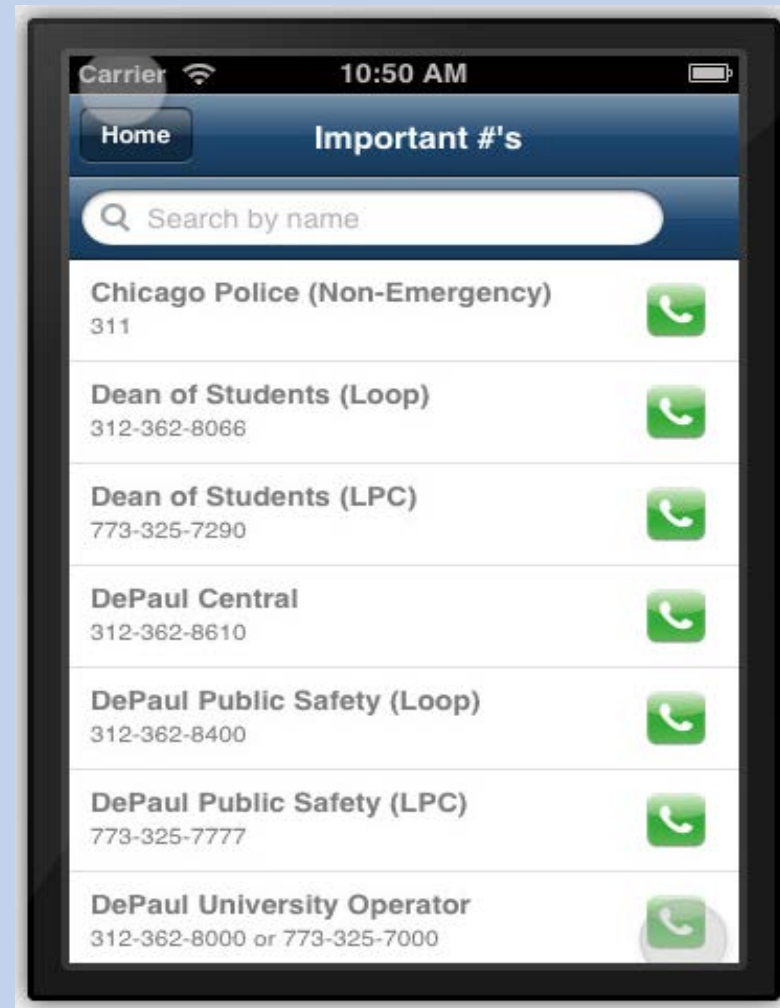 Carrier 10:50 AM
Home Important #'s
Search by name
Chicago Police (Non-Emergency)
311
Dean of Students (Loop)
312-362-8066
Dean of Students (LPC)
773-325-7290
DePaul Central
312-362-8610
DePaul Public Safety (Loop)
312-362-8400
DePaul Public Safety (LPC)
773-325-7777
DePaul University Operator
312-362-8000 or 773-325-7000